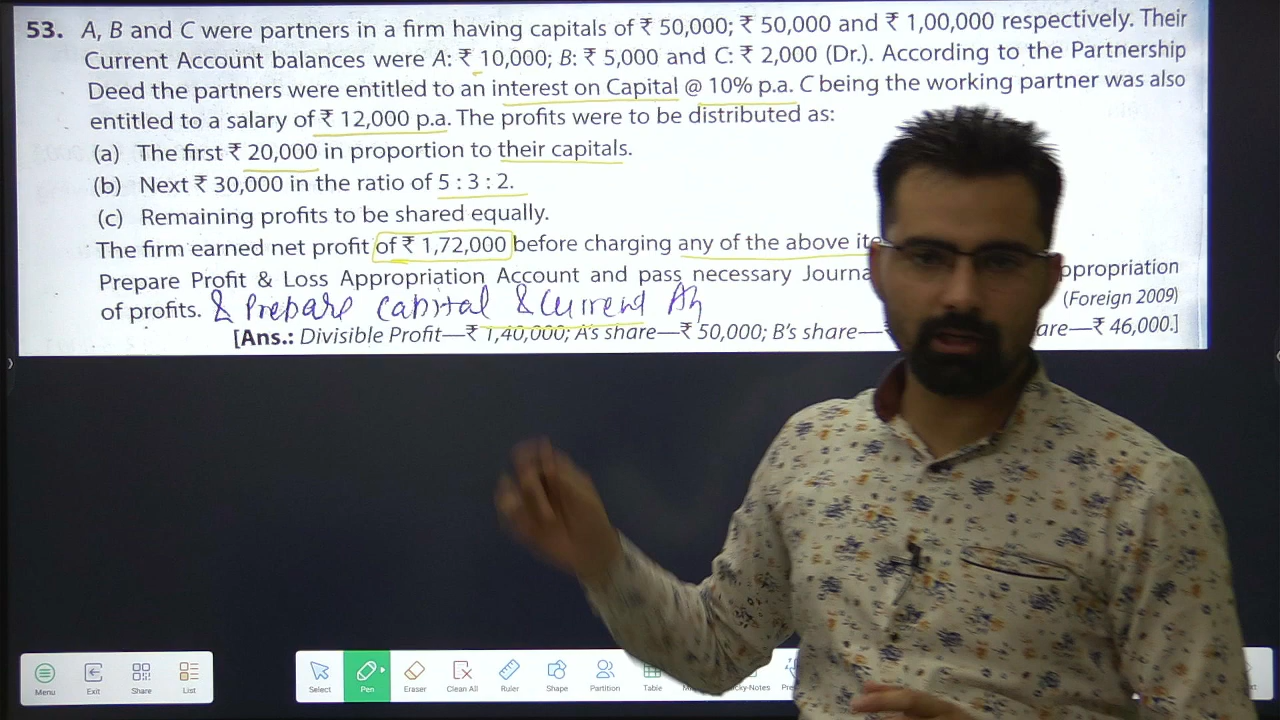 53. A, B and C were partners in a firm having capitals of ₹ 50,000; ₹ 50,000 and ₹ 1,00,000 respectively. Their
Current Account balances were A: ₹ 10,000; B: ₹ 5,000 and C: ₹ 2,000 (Dr.). According to the Partnership
Deed the partners were entitled to an interest on Capital @ 10% p.a. C being the working partner was also
entitled to a salary of ₹ 12,000 p.a. The profits were to be distributed as:
(a) The first ₹ 20,000 in proportion to their capitals.
(b) Next ₹ 30,000 in the ratio of 5 : 3 : 2.
(c) Remaining profits to be shared equally.
The firm earned net profit of ₹ 1,72,000 before charging any of the above
Prepare Profit & Loss Appropriation Account and pass necessary
of profits. & Prepare Capital & Current (Foreign 2009)
[Ans.: Divisible Profit—₹ 1,40,000; A's share—₹ 50,000; B's share— ₹ 46,000.]
Menu Exit Share List Select Pen Eraser Clean All Ruler Shape Partition Table